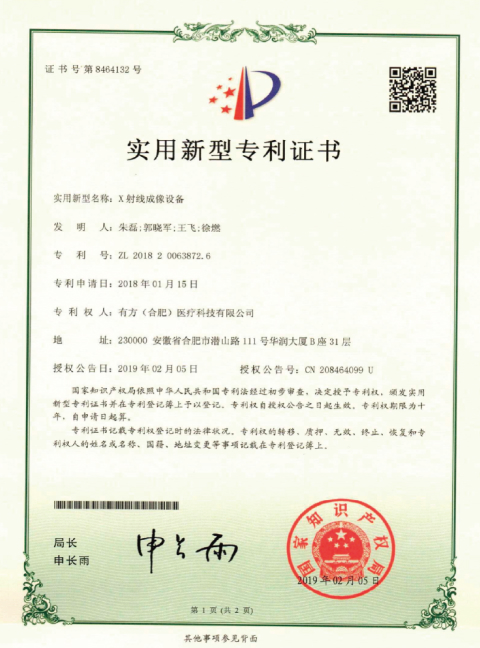 证书号第8464132号
实用新型专利证书
实用新型名称：X射线成像设备
发明人：朱磊;郭晓军;王飞;徐燃
专利号：ZL 2018 2 0063872.6
专利申请日：2018年01月15日
专利权人：有方（合肥）医疗科技有限公司
地址：230000 安徽省合肥市潜山路111号华润大厦B座31层
授权公告日：2019年02月05日 授权公告号：CN 208464099 U
国家知识产权局依照中华人民共和国专利法经过初步审查，决定授予专利权，颁发实用
新型专利证书并在专利登记簿上予以登记。专利权自授权公告之日起生效。专利权期限为十
年，自申请日起算。
专利证书记载专利权登记时的法律状况。专利权的转移、质押、无效、终止、恢复和专
利权人的姓名或名称、国籍、地址变更等事项记载在专利登记簿上。
局长
申长雨
申长雨
国家知识产权局
2019年02月05日
第1页（共2页）
其他事项参见背面